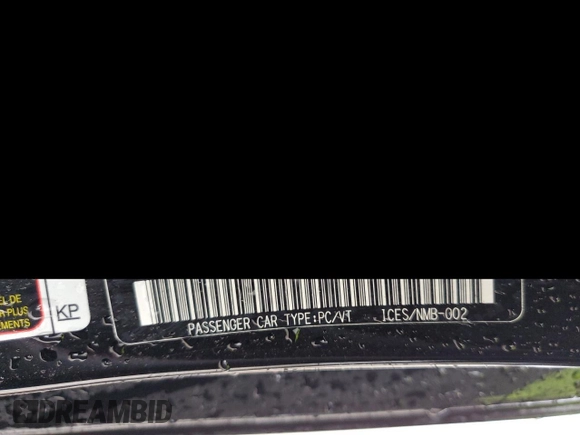 EL DE
R PLUS
EMENTS
KP
PASSENGER CAR TYPE:PC/VT ICES/NMB-002
DREAMBID